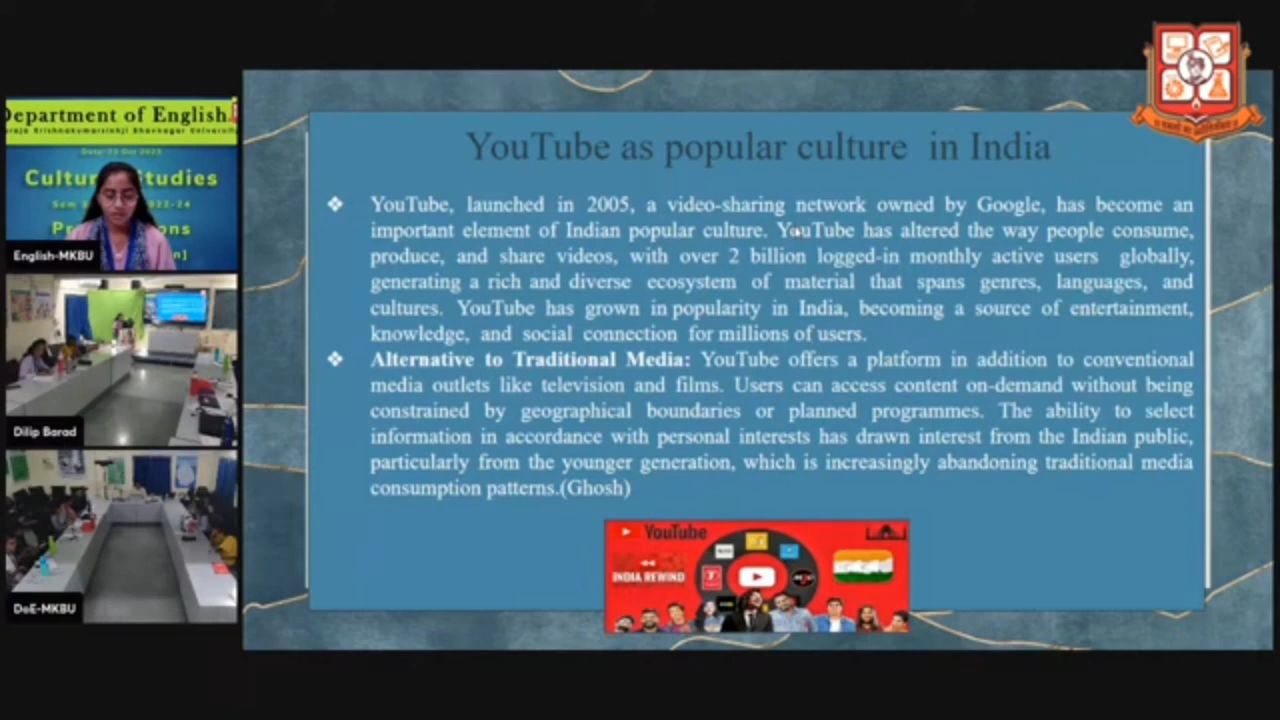 Department of English
Krishnakumarsinhji Bhavnagar University
Cultur Studies
English-MKBU
Dilip Barad
DoE-MKBU
YouTube as popular culture in India
❖ YouTube, launched in 2005, a video-sharing network owned by Google, has become an
important element of Indian popular culture. YouTube has altered the way people consume,
produce, and share videos, with over 2 billion logged-in monthly active users globally,
generating a rich and diverse ecosystem of material that spans genres, languages, and
cultures. YouTube has grown in popularity in India, becoming a source of entertainment,
knowledge, and social connection for millions of users.
❖ Alternative to Traditional Media: YouTube offers a platform in addition to conventional
media outlets like television and films. Users can access content on-demand without being
constrained by geographical boundaries or planned programmes. The ability to select
information in accordance with personal interests has drawn interest from the Indian public,
particularly from the younger generation, which is increasingly abandoning traditional media
consumption patterns.(Ghosh)
YouTube
INDIA REWIND